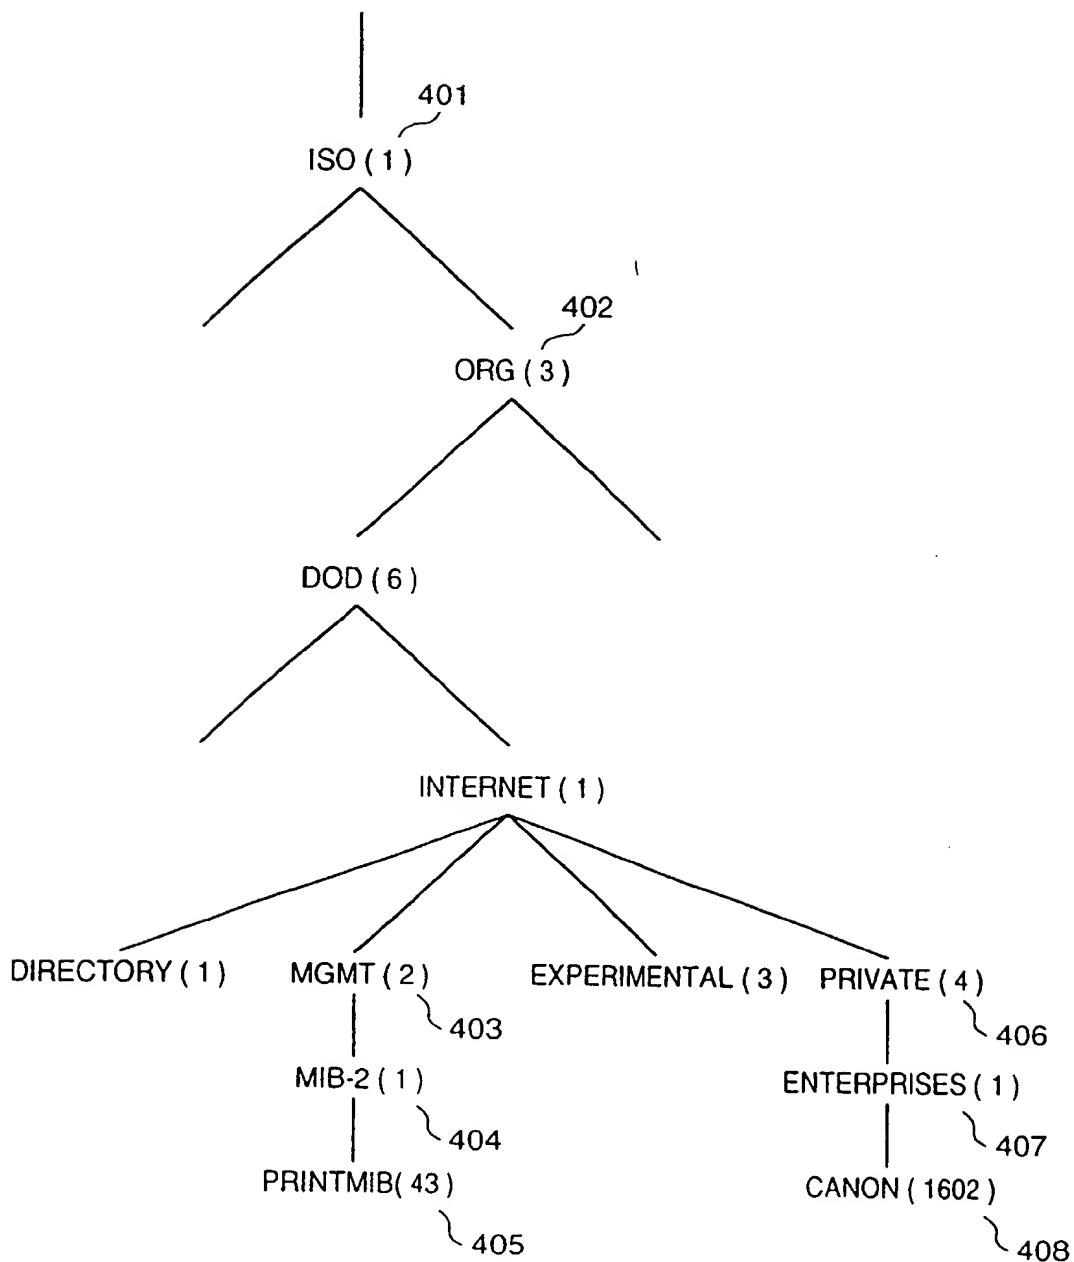 401
ISO ( 1 )
402
ORG ( 3 )
DOD ( 6 )
INTERNET ( 1 )
DIRECTORY ( 1 )
MGMT ( 2 )
EXPERIMENTAL ( 3 )
PRIVATE ( 4 )
403
406
MIB-2 ( 1 )
ENTERPRISES ( 1 )
404
407
PRINTMIB( 43 )
CANON ( 1602 )
405
408